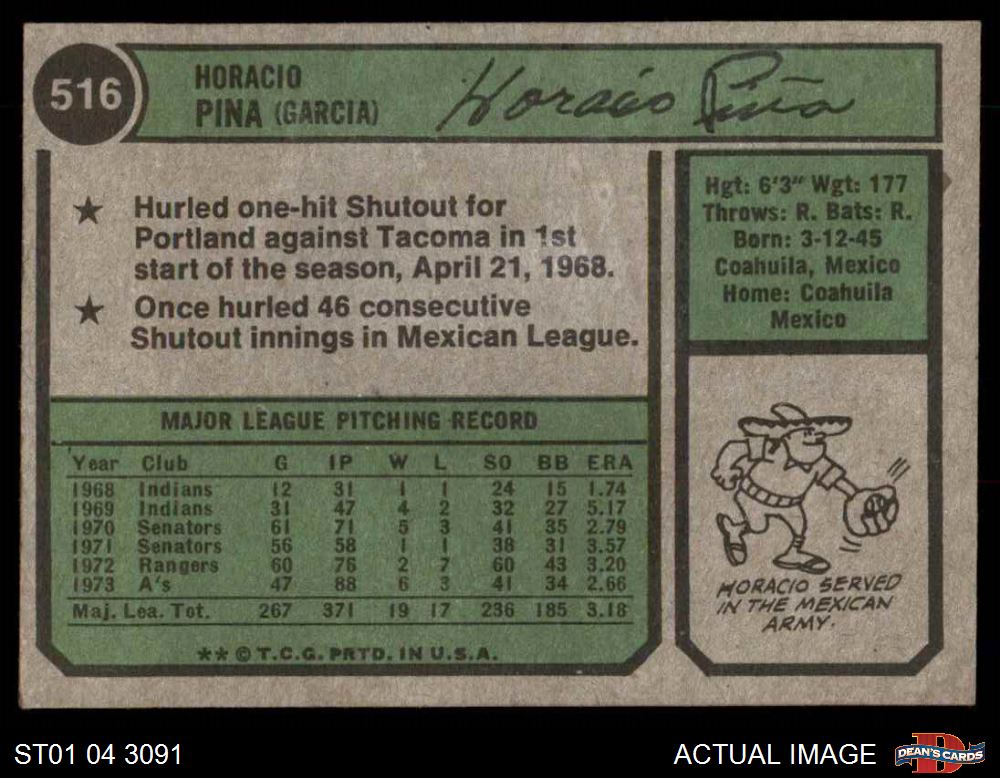 516
HORACIO
PINA (GARCIA)
Horacio Piña
★ Hurled one-hit Shutout for
Portland against Tacoma in 1st
start of the season, April 21, 1968.
★ Once hurled 46 consecutive
Shutout innings in Mexican League.
Hgt: 6'3" Wgt: 177
Throws: R. Bats: R.
Born: 3-12-45
Coahuila, Mexico
Home: Coahuila
Mexico
MAJOR LEAGUE PITCHING RECORD
Year Club G IP W L SO BB ERA
1968 Indians 12 31 1 1 24 15 1.74
1969 Indians 31 47 4 2 32 27 5.17
1970 Senators 61 71 5 3 41 35 2.79
1971 Senators 56 58 1 1 38 31 3.57
1972 Rangers 60 76 2 7 60 43 3.20
1973 A's 47 88 6 3 41 34 2.66
Maj. Lea. Tot. 267 371 19 17 236 185 3.18
** © T.C.G. PRTD. IN U.S.A.
HORACIO SERVED
IN THE MEXICAN
ARMY.
ST01 04 3091
ACTUAL IMAGE
D
DEAN'S CARDS